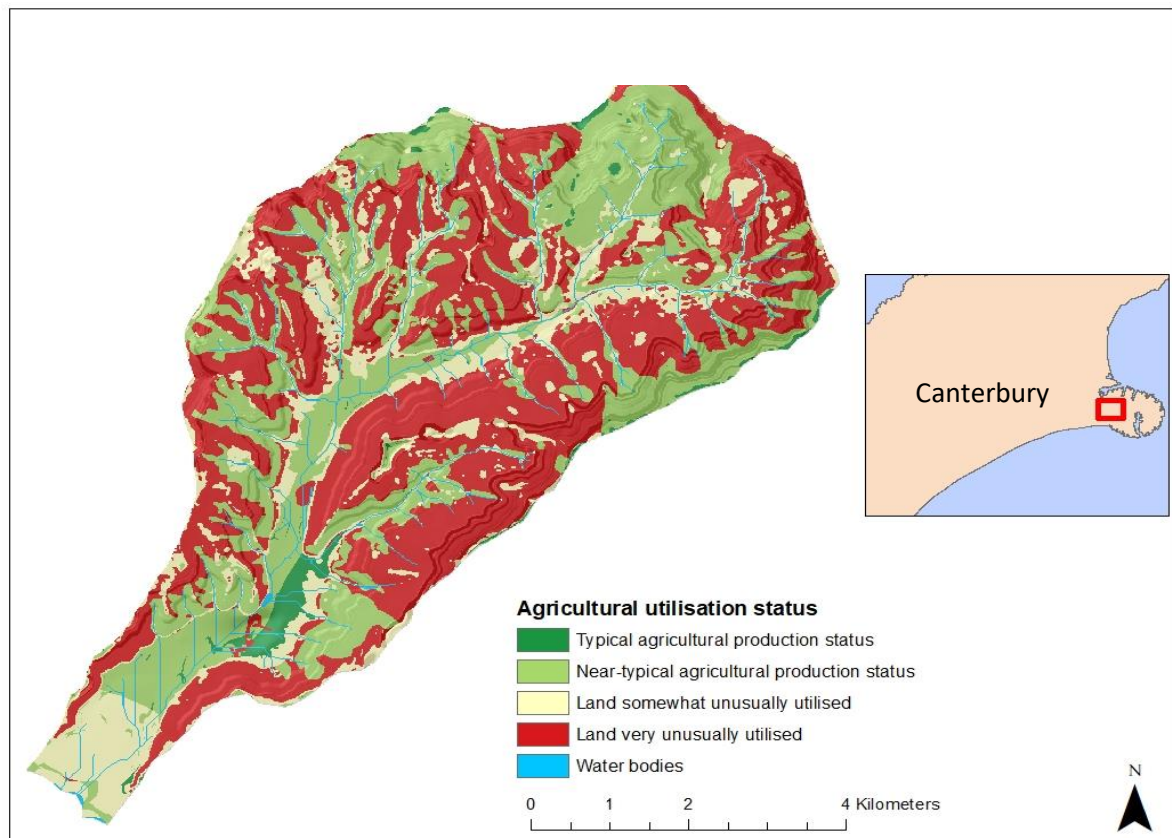 Canterbury
Agricultural utilisation status
Typical agricultural production status
Near-typical agricultural production status
Land somewhat unusually utilised
Land very unusually utilised
Water bodies
0 1 2 4 Kilometers
N